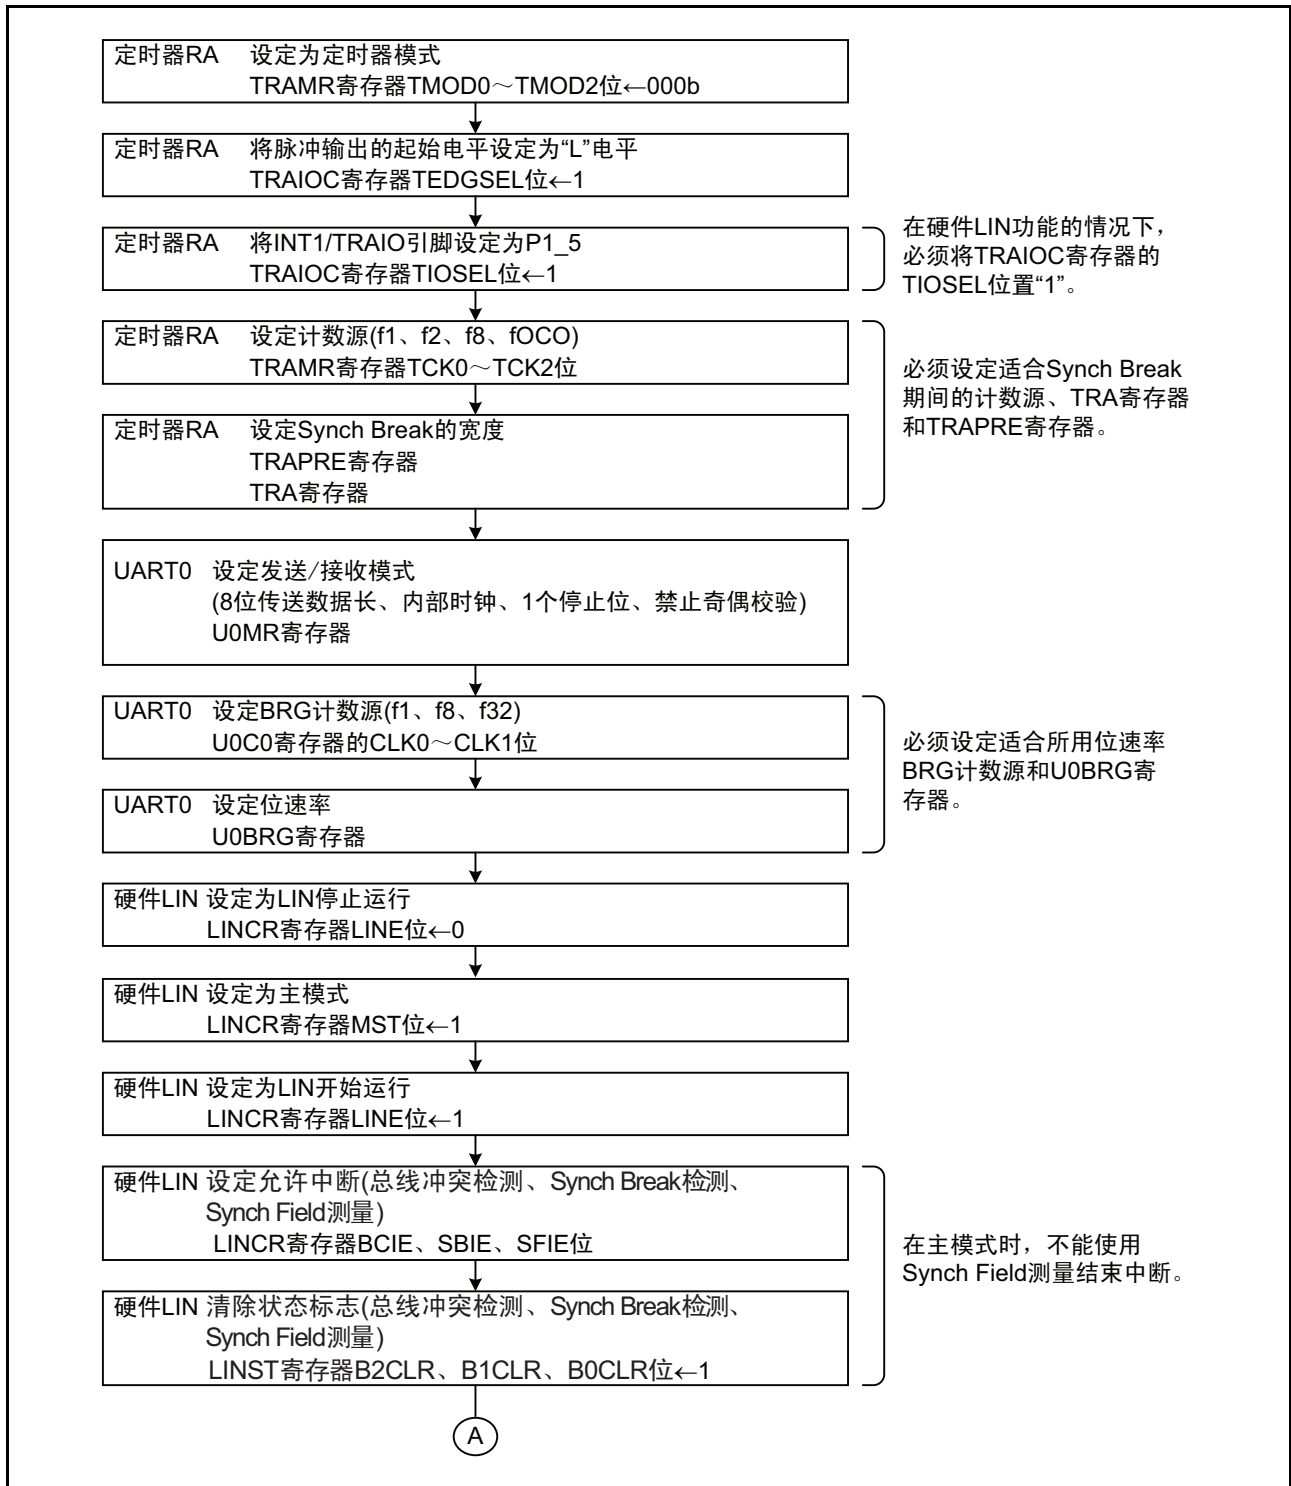 定时器RA 设定为定时器模式
TRAMR寄存器TMOD0～TMOD2位←000b
定时器RA 将脉冲输出的起始电平设定为“L”电平
TRAIOC寄存器TEDGSEL位←1
定时器RA 将INT1/TRAIO引脚设定为P1_5
TRAIOC寄存器TIOSEL位←1
在硬件LIN功能的情况下，
必须将TRAIOC寄存器的
TIOSEL位置“1”。
定时器RA 设定计数源(f1、f2、f8、fOCO)
TRAMR寄存器TCK0～TCK2位
定时器RA 设定Synch Break的宽度
TRAPRE寄存器
TRA寄存器
必须设定适合Synch Break
期间的计数源、TRA寄存器
和TRAPRE寄存器。
UART0 设定发送/接收模式
(8位传送数据长、内部时钟、1个停止位、禁止奇偶校验)
U0MR寄存器
UART0 设定BRG计数源(f1、f8、f32)
U0C0寄存器的CLK0～CLK1位
UART0 设定位速率
U0BRG寄存器
必须设定适合所用位速率
BRG计数源和U0BRG寄
存器。
硬件LIN 设定为LIN停止运行
LINCR寄存器LINE位←0
硬件LIN 设定为主模式
LINCR寄存器MST位←1
硬件LIN 设定为LIN开始运行
LINCR寄存器LINE位←1
硬件LIN 设定允许中断(总线冲突检测、Synch Break检测、
Synch Field测量)
LINCR寄存器BCIE、SBIE、SFIE位
硬件LIN 清除状态标志(总线冲突检测、Synch Break检测、
Synch Field测量)
LINST寄存器B2CLR、B1CLR、B0CLR位←1
在主模式时，不能使用
Synch Field测量结束中断。
A